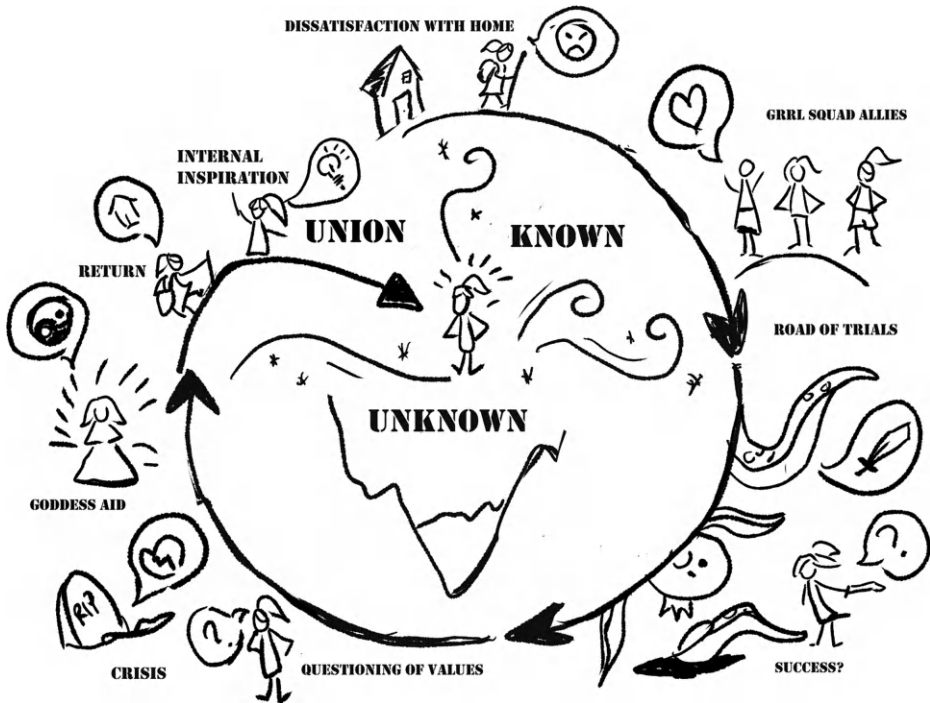 DISSATISFACTION WITH HOME
GRRL SQUAD ALLIES
INTERNAL
INSPIRATION
UNION
KNOWN
RETURN
ROAD OF TRIALS
UNKNOWN
GODDESS AID
?
RIP
?
CRISIS
QUESTIONING OF VALUES
SUCCESS?